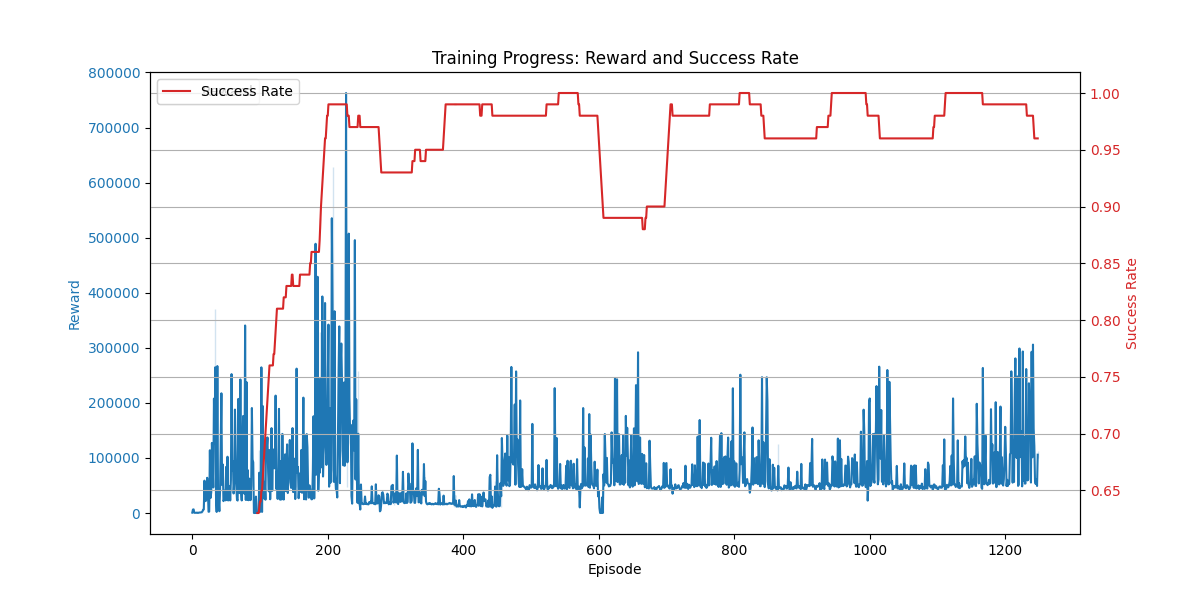 Training Progress: Reward and Success Rate
Success Rate
800000
700000
600000
500000
400000
300000
200000
100000
0
Reward
1.00
0.95
0.90
0.85
0.80
0.75
0.70
0.65
Success Rate
0 200 400 600 800 1000 1200
Episode